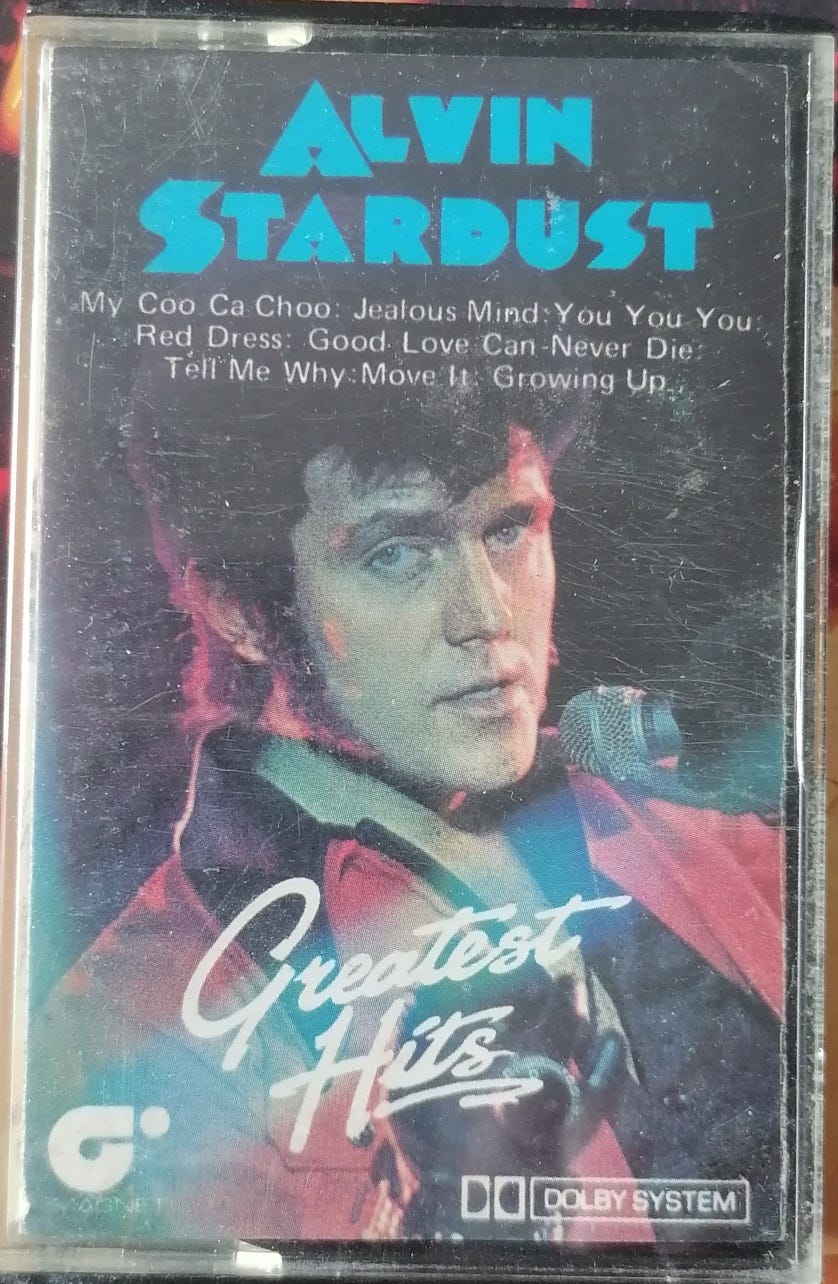 ALVIN
STARDUST
My Coo Ca Choo: Jealous Mind: You You You:
Red Dress: Good Love Can Never Die:
Tell Me Why: Move It: Growing Up.
Greatest
Hits
MAGNET
DOLBY SYSTEM